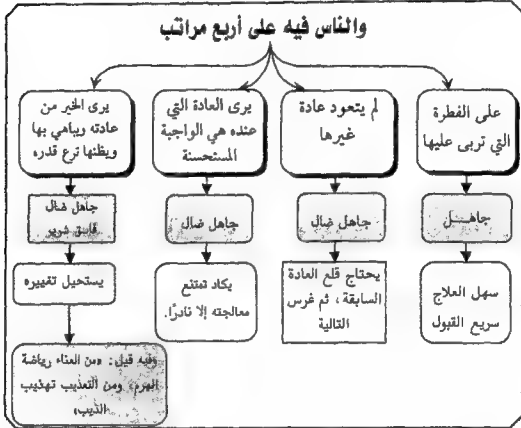 والناس فيه على أربع مراتب
على الفطرة
التي تربى عليها
لم يتعود عادة
غيرها
يرى العادة التي
عنده هي الواجبة
المستحسنة
يرى الخير من
عادته ويباهي بها
ويظنها ترع قدره
جاهـل
جاهل ضال
جاهل ضال
جاهل ضال
فاسق شرير
سهل العلاج
سريع القبول
يحتاج قلع العادة
السابقة، ثم غرس
التالية
يكاد تمتنع
معالجته إلا نادرًا.
يستحيل تغييره
وفيه قيل: «من العناء رياضة
الهرم، ومن التعذيب تهذيب
الذيب»